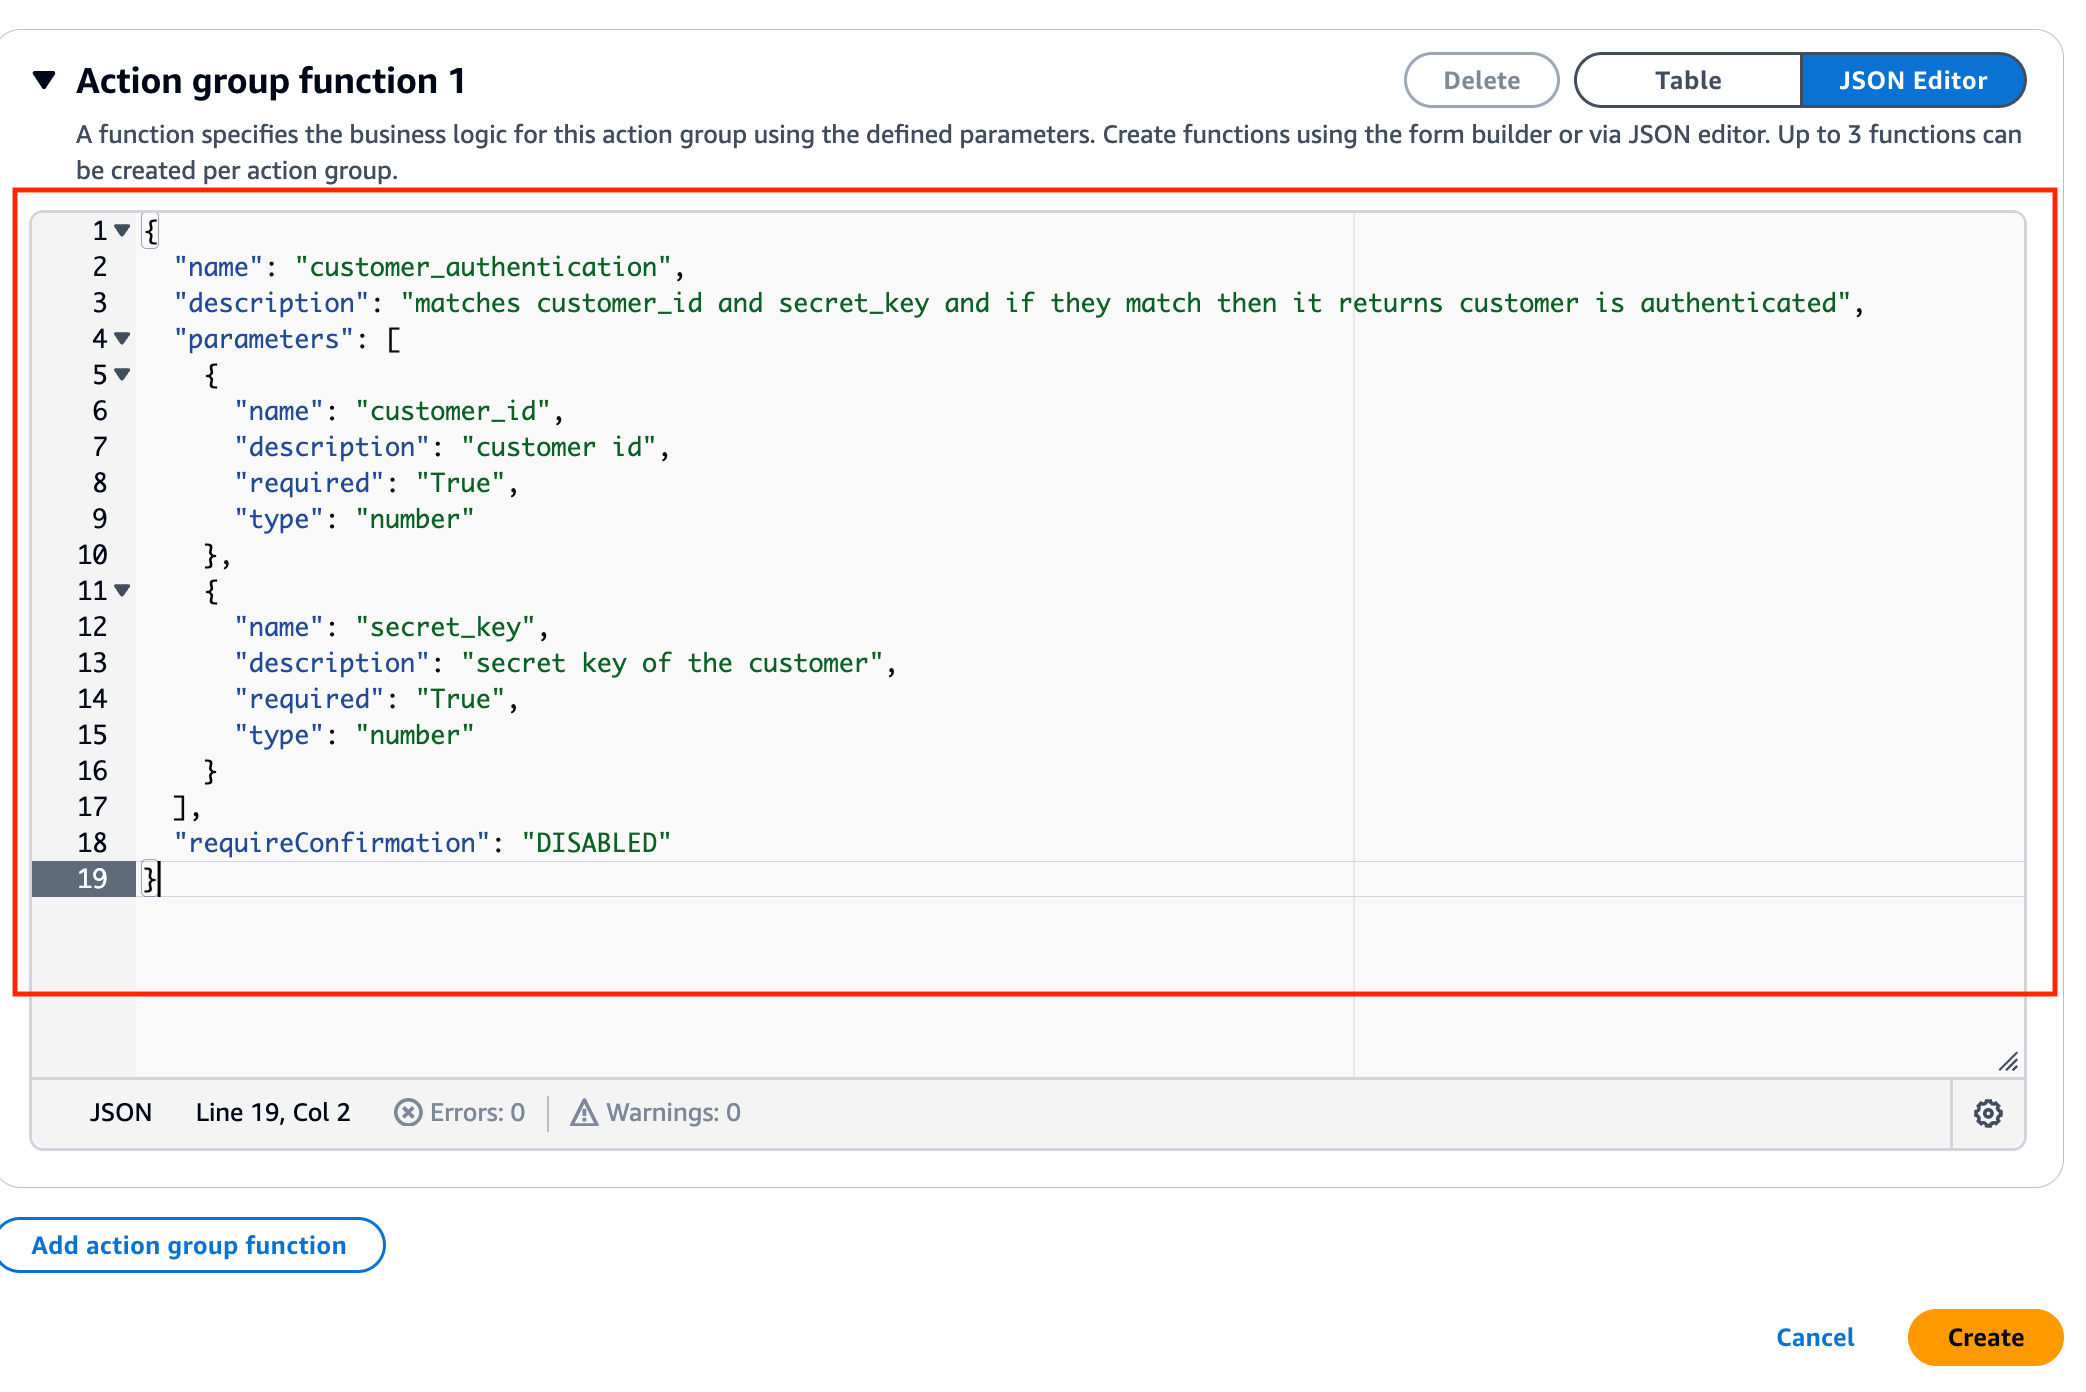 Action group function 1
Delete
Table
JSON Editor
A function specifies the business logic for this action group using the defined parameters. Create functions using the form builder or via JSON editor. Up to 3 functions can
be created per action group.
1 {
2   "name": "customer_authentication",
3   "description": "matches customer_id and secret_key and if they match then it returns customer is authenticated",
4   "parameters": [
5     {
6       "name": "customer_id",
7       "description": "customer id",
8       "required": "True",
9       "type": "number"
10     },
11     {
12       "name": "secret_key",
13       "description": "secret key of the customer",
14       "required": "True",
15       "type": "number"
16     }
17   ],
18   "requireConfirmation": "DISABLED"
19 }
JSON Line 19, Col 2 Errors: 0 Warnings: 0
Add action group function
Cancel
Create